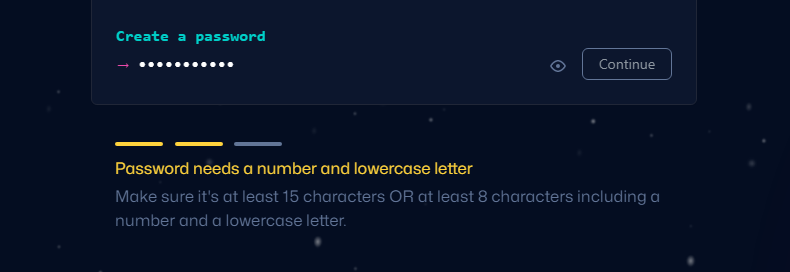 Create a password
→ •••••••••••
Continue
Password needs a number and lowercase letter
Make sure it's at least 15 characters OR at least 8 characters including a
number and a lowercase letter.